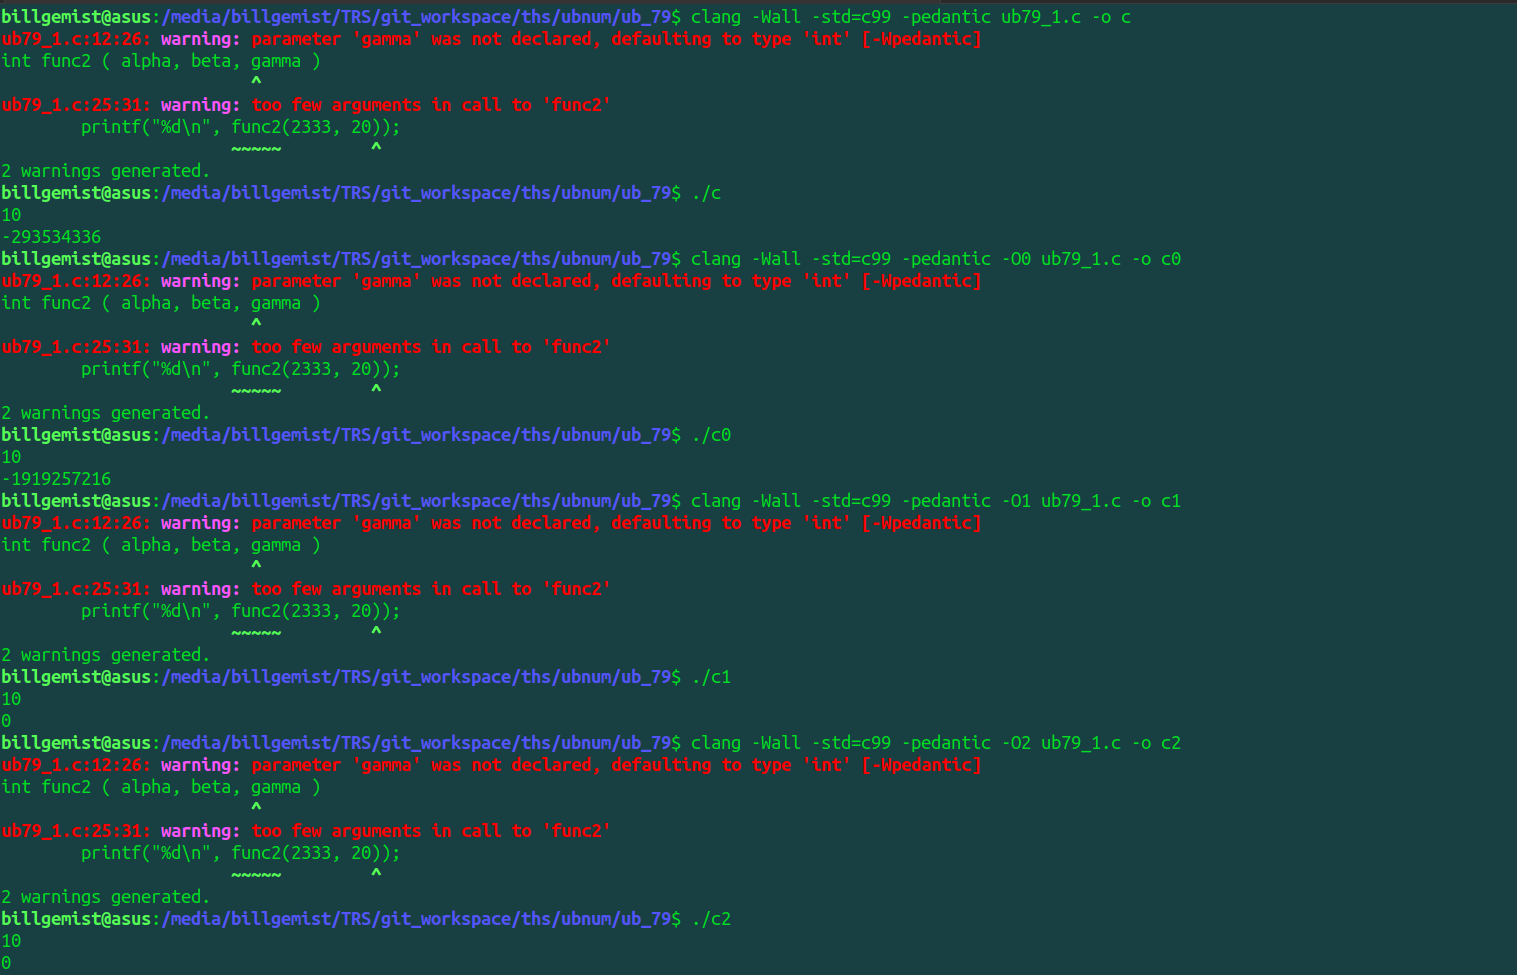 billgemist@asus:/media/billgemist/TRS/git_workspace/ths/ubnum/ub_79$ clang -Wall -std=c99 -pedantic ub79_1.c -o c
ub79_1.c:12:26: warning: parameter 'gamma' was not declared, defaulting to type 'int' [-Wpedantic]
int func2 ( alpha, beta, gamma )
                         ^
ub79_1.c:25:31: warning: too few arguments in call to 'func2'
        printf("%d\n", func2(2333, 20));
                       ~~~~~         ^
2 warnings generated.
billgemist@asus:/media/billgemist/TRS/git_workspace/ths/ubnum/ub_79$ ./c
10
-293534336
billgemist@asus:/media/billgemist/TRS/git_workspace/ths/ubnum/ub_79$ clang -Wall -std=c99 -pedantic -O0 ub79_1.c -o c0
ub79_1.c:12:26: warning: parameter 'gamma' was not declared, defaulting to type 'int' [-Wpedantic]
int func2 ( alpha, beta, gamma )
                         ^
ub79_1.c:25:31: warning: too few arguments in call to 'func2'
        printf("%d\n", func2(2333, 20));
                       ~~~~~         ^
2 warnings generated.
billgemist@asus:/media/billgemist/TRS/git_workspace/ths/ubnum/ub_79$ ./c0
10
-1919257216
billgemist@asus:/media/billgemist/TRS/git_workspace/ths/ubnum/ub_79$ clang -Wall -std=c99 -pedantic -O1 ub79_1.c -o c1
ub79_1.c:12:26: warning: parameter 'gamma' was not declared, defaulting to type 'int' [-Wpedantic]
int func2 ( alpha, beta, gamma )
                         ^
ub79_1.c:25:31: warning: too few arguments in call to 'func2'
        printf("%d\n", func2(2333, 20));
                       ~~~~~         ^
2 warnings generated.
billgemist@asus:/media/billgemist/TRS/git_workspace/ths/ubnum/ub_79$ ./c1
10
0
billgemist@asus:/media/billgemist/TRS/git_workspace/ths/ubnum/ub_79$ clang -Wall -std=c99 -pedantic -O2 ub79_1.c -o c2
ub79_1.c:12:26: warning: parameter 'gamma' was not declared, defaulting to type 'int' [-Wpedantic]
int func2 ( alpha, beta, gamma )
                         ^
ub79_1.c:25:31: warning: too few arguments in call to 'func2'
        printf("%d\n", func2(2333, 20));
                       ~~~~~         ^
2 warnings generated.
billgemist@asus:/media/billgemist/TRS/git_workspace/ths/ubnum/ub_79$ ./c2
10
0